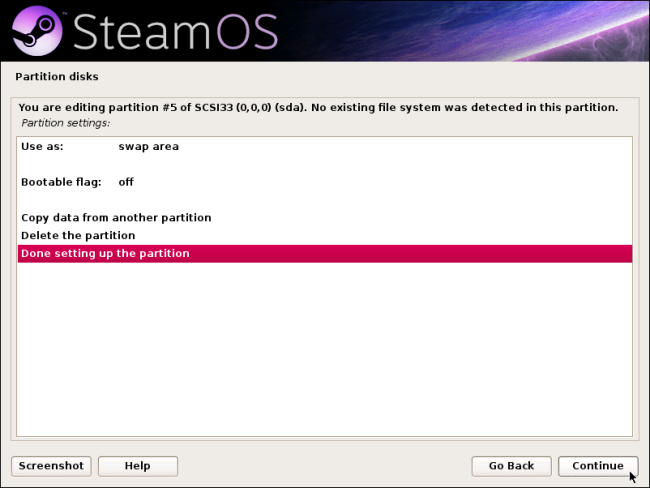 SteamOS™
Partition disks
You are editing partition #5 of SCSI33 (0,0,0) (sda). No existing file system was detected in this partition.
Partition settings:
Use as: swap area
Bootable flag: off
Copy data from another partition
Delete the partition
Done setting up the partition
Screenshot Help Go Back Continue